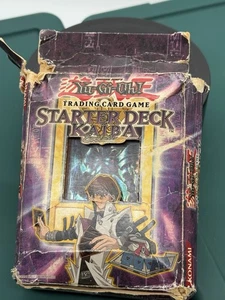 Yu-Gi-Oh!
TRADING CARD GAME
STARTER DECK
KAIBA
KONAMI